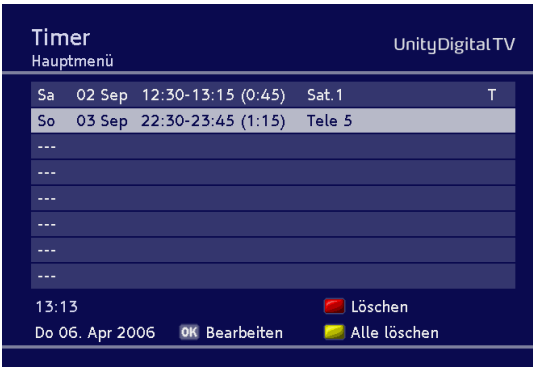 Timer
UnityDigitalTV
Hauptmenü
Sa 02 Sep 12:30-13:15 (0:45) Sat.1 T
So 03 Sep 22:30-23:45 (1:15) Tele 5
---
---
---
---
---
---
13:13 Löschen
Do 06. Apr 2006 OK Bearbeiten Alle löschen